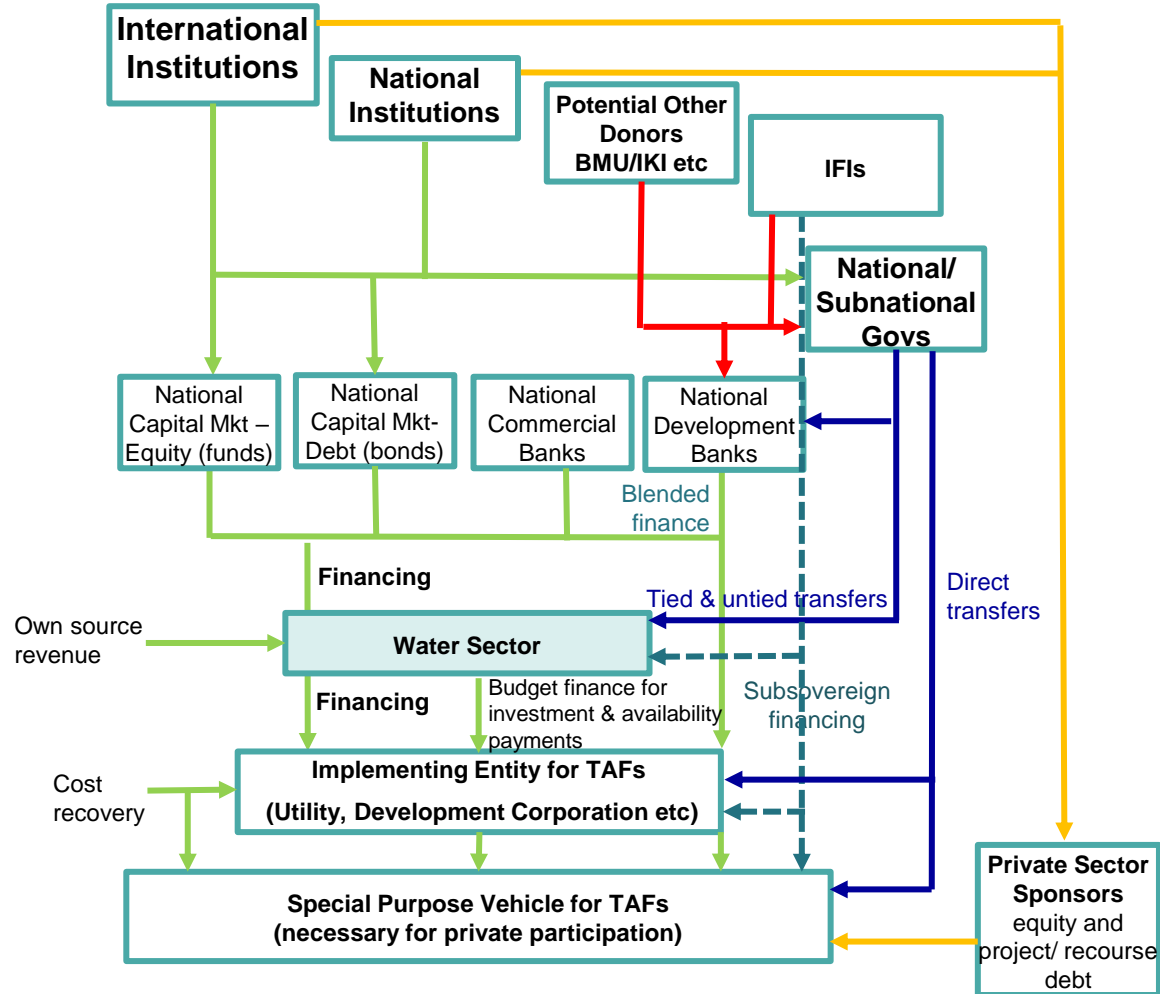 International
Institutions
National
Institutions
Potential Other
Donors
BMU/IKI etc
IFIs
National/
Subnational
Govs
National
Capital Mkt –
Equity (funds)
National
Capital Mkt-
Debt (bonds)
National
Commercial
Banks
National
Development
Banks
Blended
finance
Financing
Tied & untied transfers
Direct
transfers
Own source
revenue
Water Sector
Financing
Budget finance for
investment & availability
payments
Subsovereign
financing
Cost
recovery
Implementing Entity for TAFs
(Utility, Development Corporation etc)
Special Purpose Vehicle for TAFs
(necessary for private participation)
Private Sector
Sponsors
equity and
project/ recourse
debt